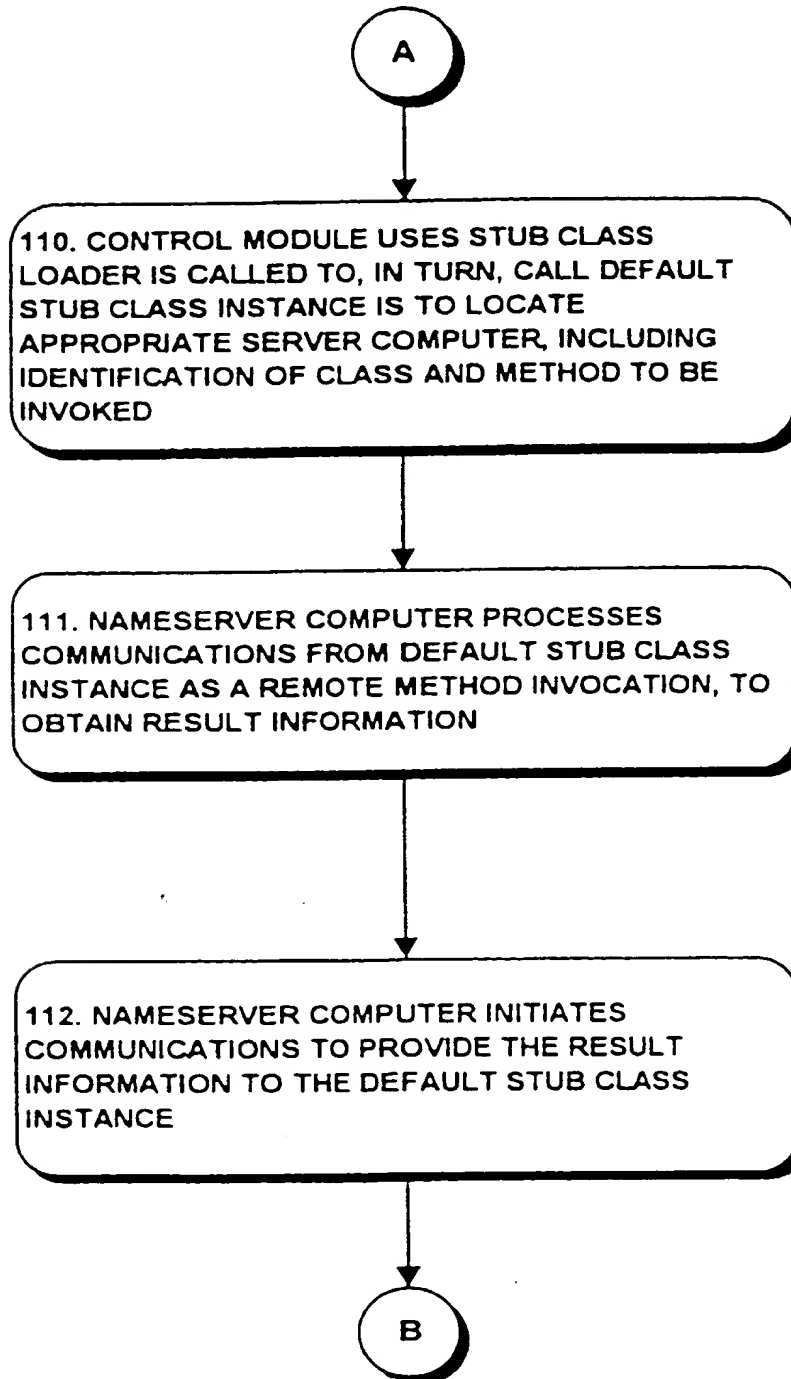 A
110. CONTROL MODULE USES STUB CLASS
LOADER IS CALLED TO, IN TURN, CALL DEFAULT
STUB CLASS INSTANCE IS TO LOCATE
APPROPRIATE SERVER COMPUTER, INCLUDING
IDENTIFICATION OF CLASS AND METHOD TO BE
INVOKED
111. NAMESERVER COMPUTER PROCESSES
COMMUNICATIONS FROM DEFAULT STUB CLASS
INSTANCE AS A REMOTE METHOD INVOCATION, TO
OBTAIN RESULT INFORMATION
112. NAMESERVER COMPUTER INITIATES
COMMUNICATIONS TO PROVIDE THE RESULT
INFORMATION TO THE DEFAULT STUB CLASS
INSTANCE
B